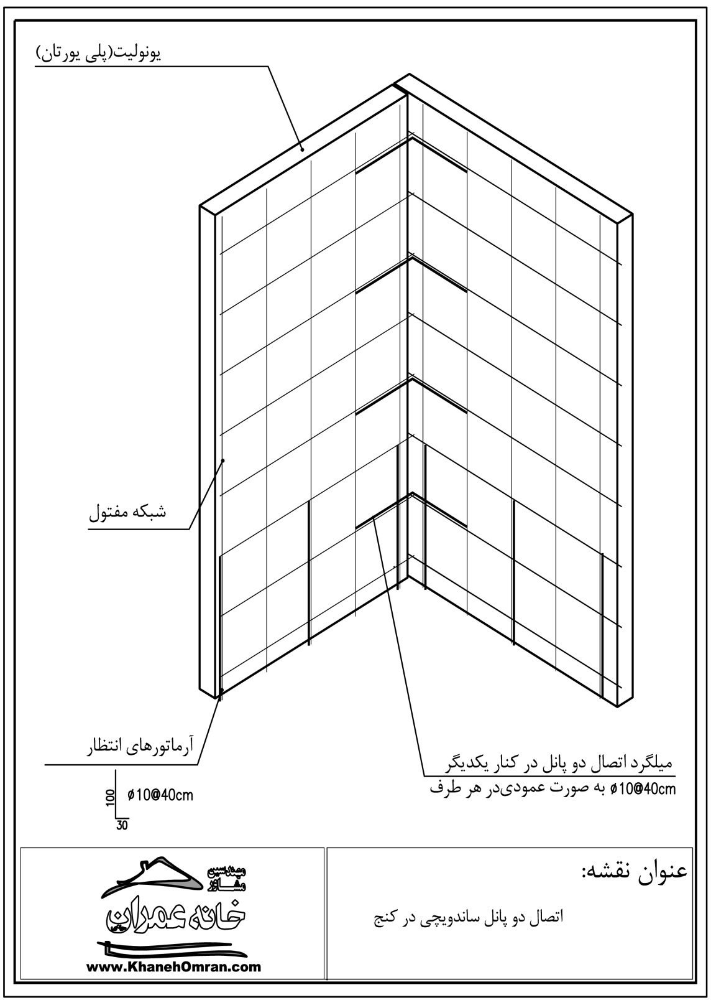 یونولیت(پلی یورتان)
شبکه مفتول
آرماتورهای انتظار
100
ø10@40cm
30
میلگرد اتصال دو پانل در کنار یکدیگر
ø10@40cm به صورت عمودی‌در هر طرف
عنوان نقشه:
اتصال دو پانل ساندویچی در کنج
مهندسین
مشاور
خانه عمران
www.KhanehOmran.com